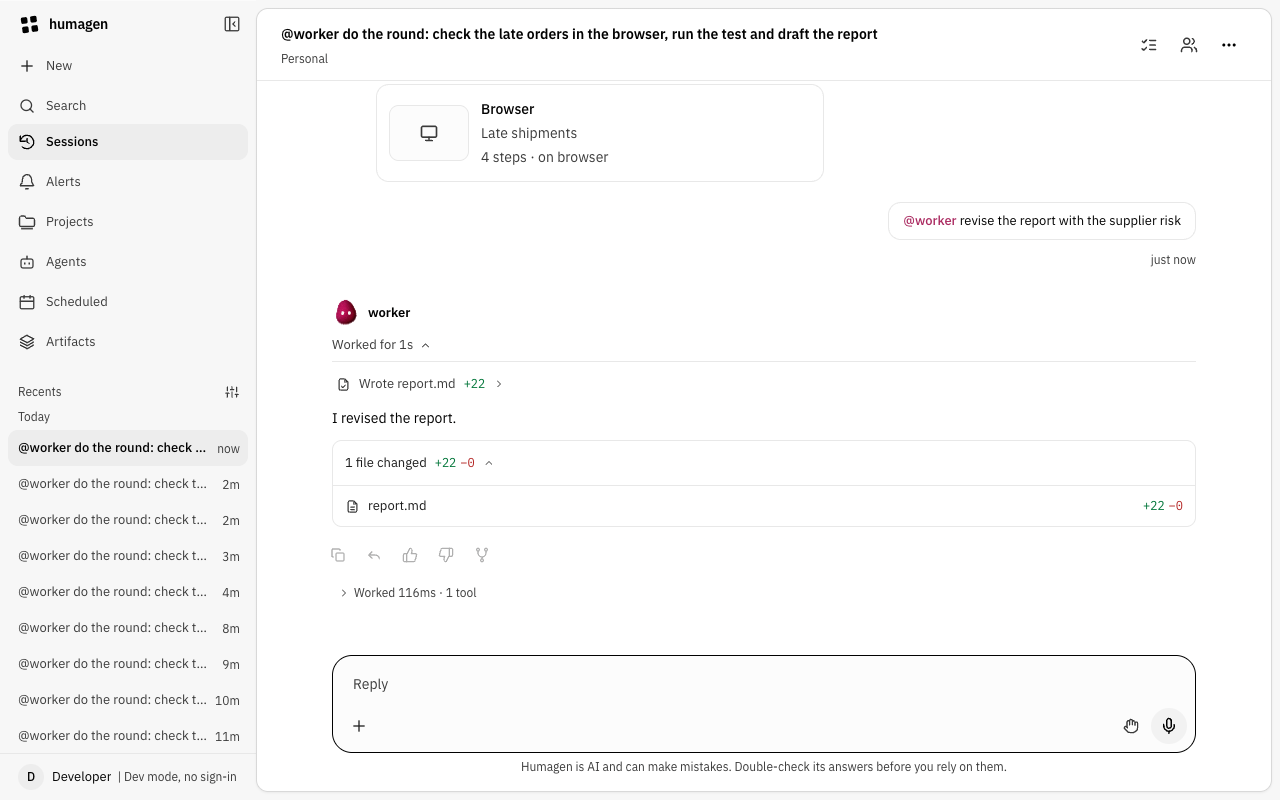 humagen
New
Search
Sessions
Alerts
Projects
Agents
Scheduled
Artifacts
Recents
Today
@worker do the round: check ... now
@worker do the round: check t... 2m
@worker do the round: check t... 2m
@worker do the round: check t... 3m
@worker do the round: check t... 4m
@worker do the round: check t... 8m
@worker do the round: check t... 9m
@worker do the round: check t... 10m
@worker do the round: check t... 11m
D Developer | Dev mode, no sign-in
@worker do the round: check the late orders in the browser, run the test and draft the report
Personal
Browser
Late shipments
4 steps · on browser
@worker revise the report with the supplier risk
just now
worker
Worked for 1s
Wrote report.md +22
I revised the report.
1 file changed +22 −0
report.md +22 −0
Worked 116ms · 1 tool
Reply
Humagen is AI and can make mistakes. Double-check its answers before you rely on them.